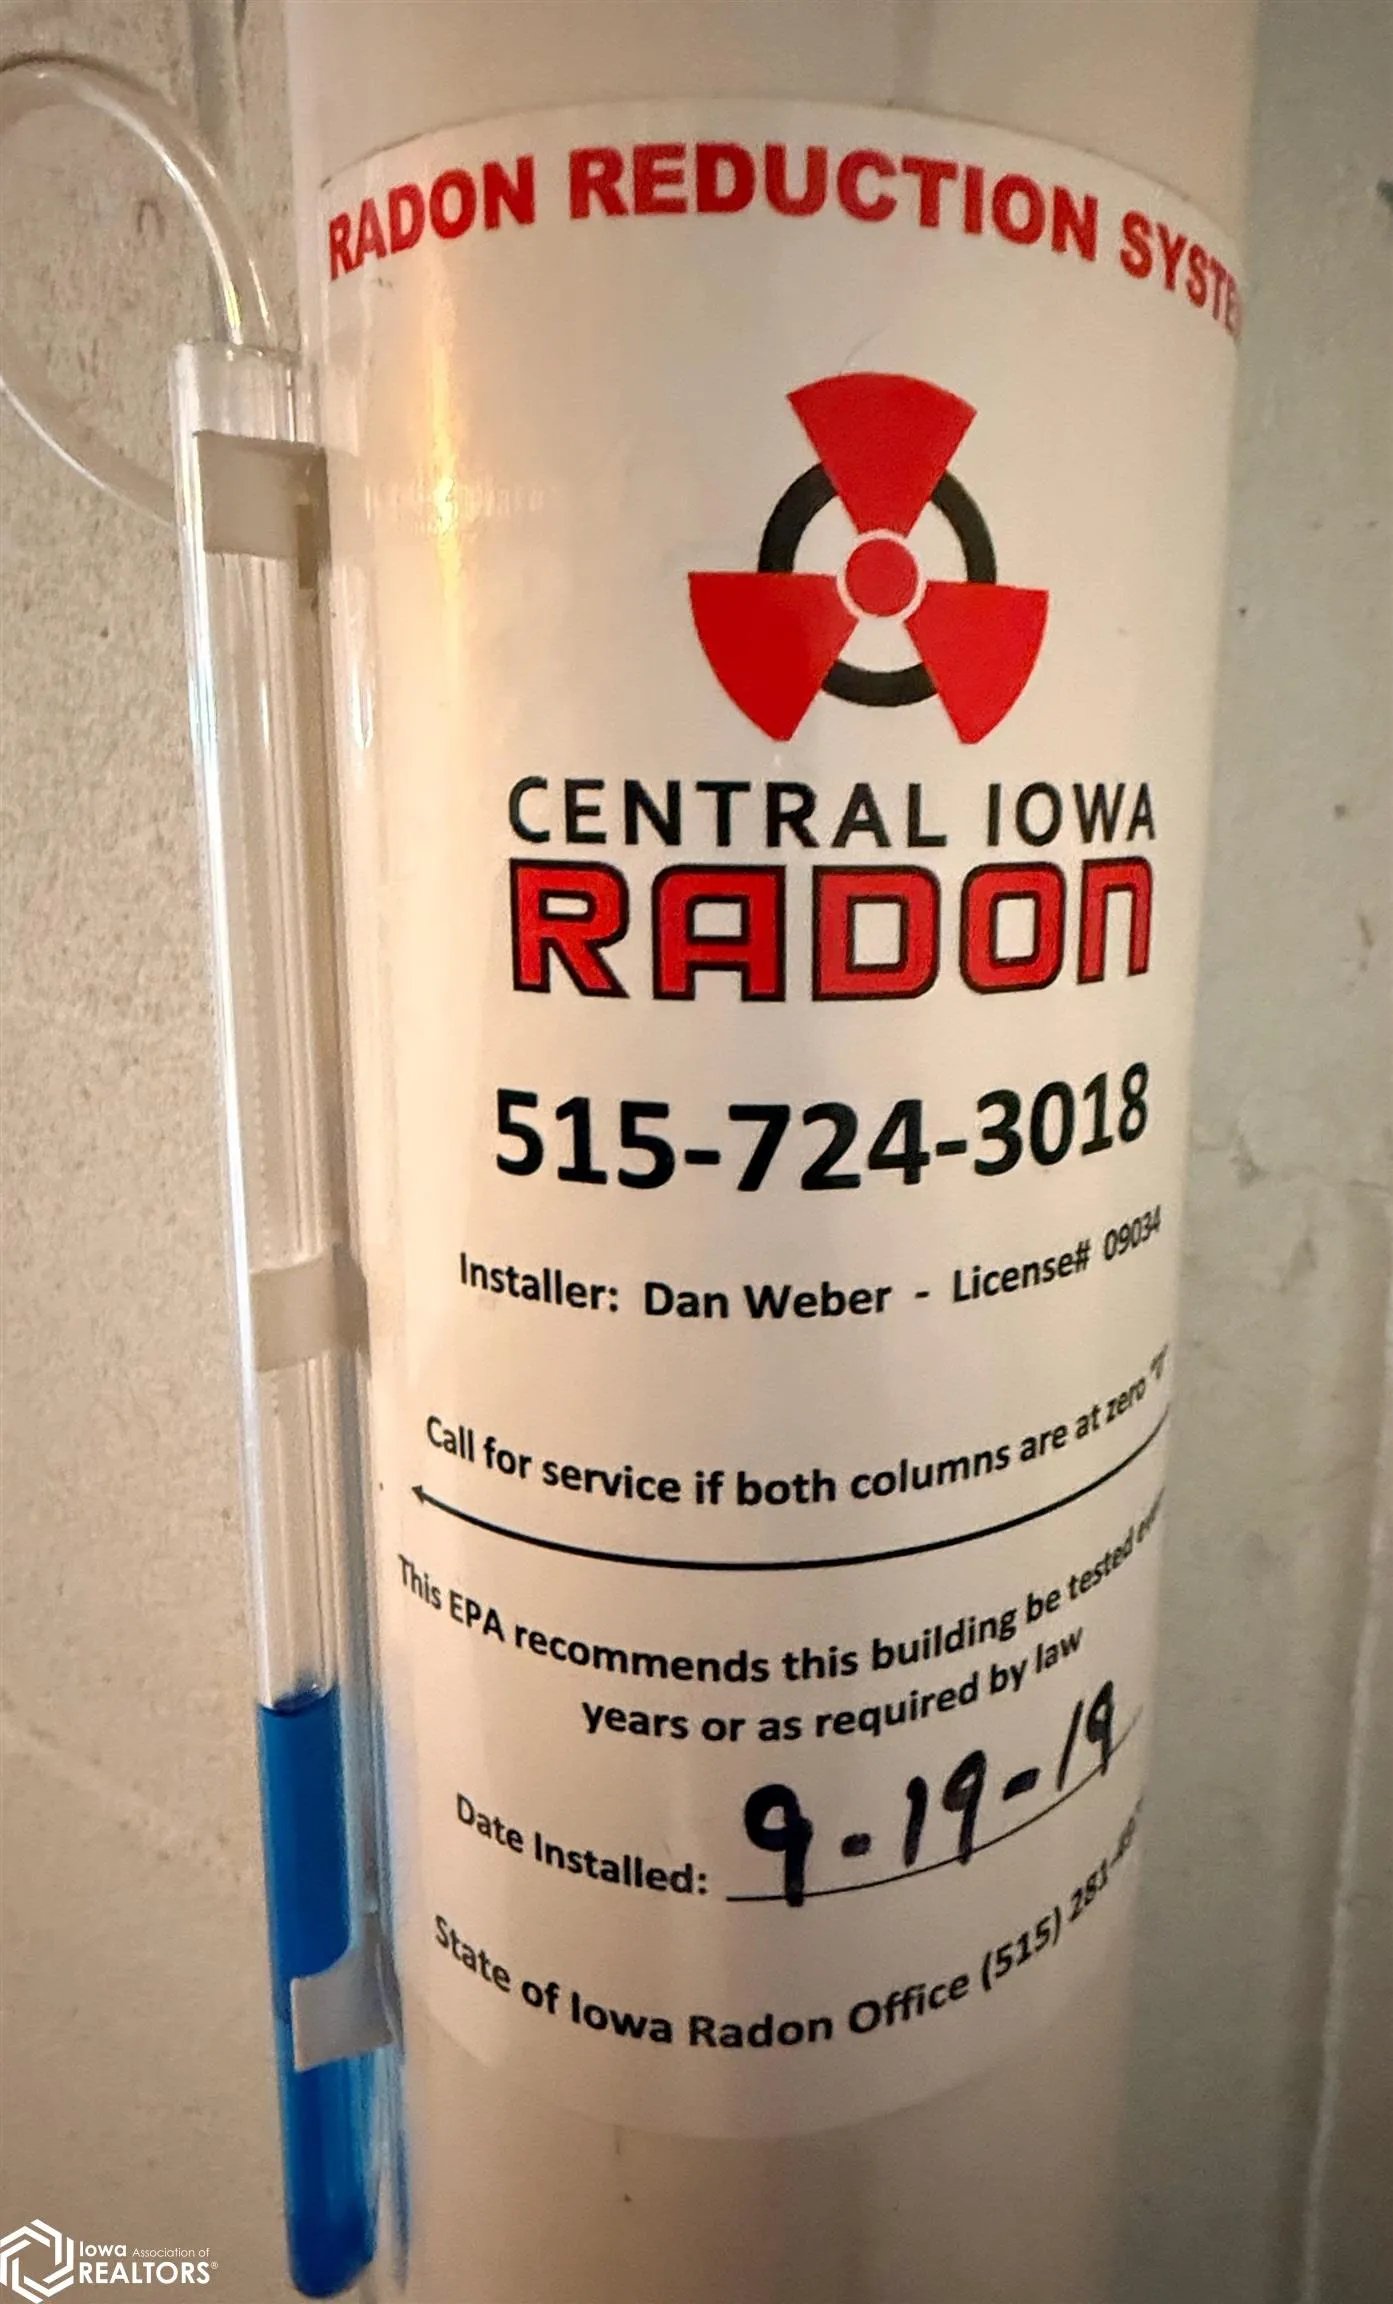 RADON REDUCTION
CENTRAL IOWA
RADON
515-724-3018
Installer: Dan Weber - License# 09034
Call for service if both columns are at zero "0"
This EPA recommends this building be tested
years or as required by law
Date Installed: 9-19-19
State of Iowa Radon Office (515) 281-
Iowa Association of
REALTORS®